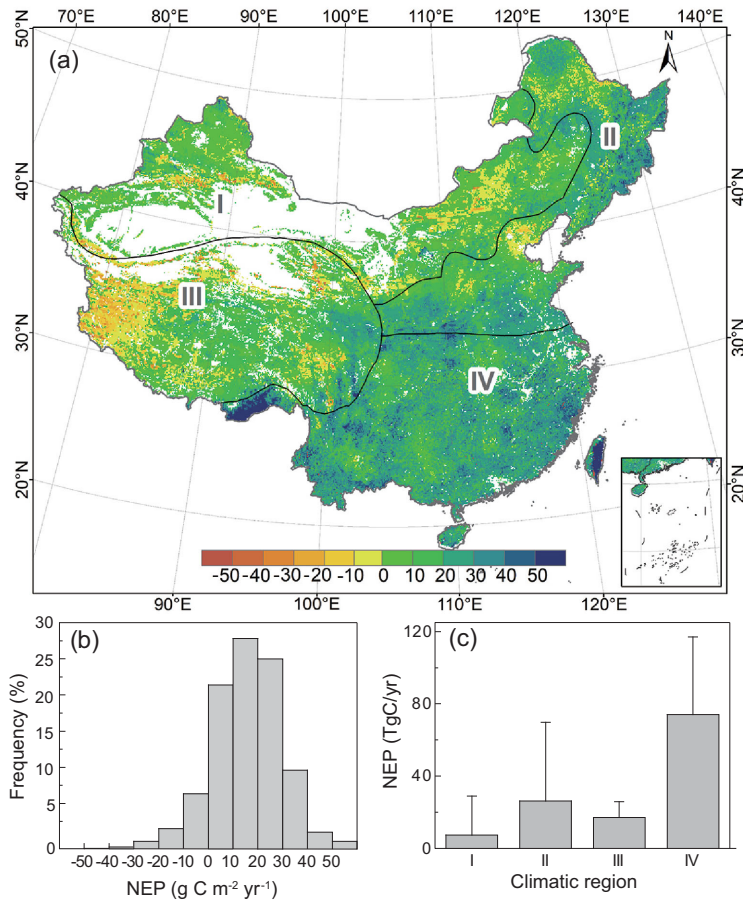 70°E 80°E 90°E 100°E 110°E 120°E 130°E 140°E
50°N
50°N
(a)
N
II
40°N
40°N
I
III
30°N
30°N
IV
20°N
20°N
-50 -40 -30 -20 -10 0 10 20 30 40 50
90°E 100°E 110°E 120°E
(b)
30
25
20
15
10
5
0
Frequency (%)
-50 -40 -30 -20 -10 0 10 20 30 40 50
NEP (g C m⁻² yr⁻¹)
(c)
120
80
40
0
NEP (TgC/yr)
I II III IV
Climatic region